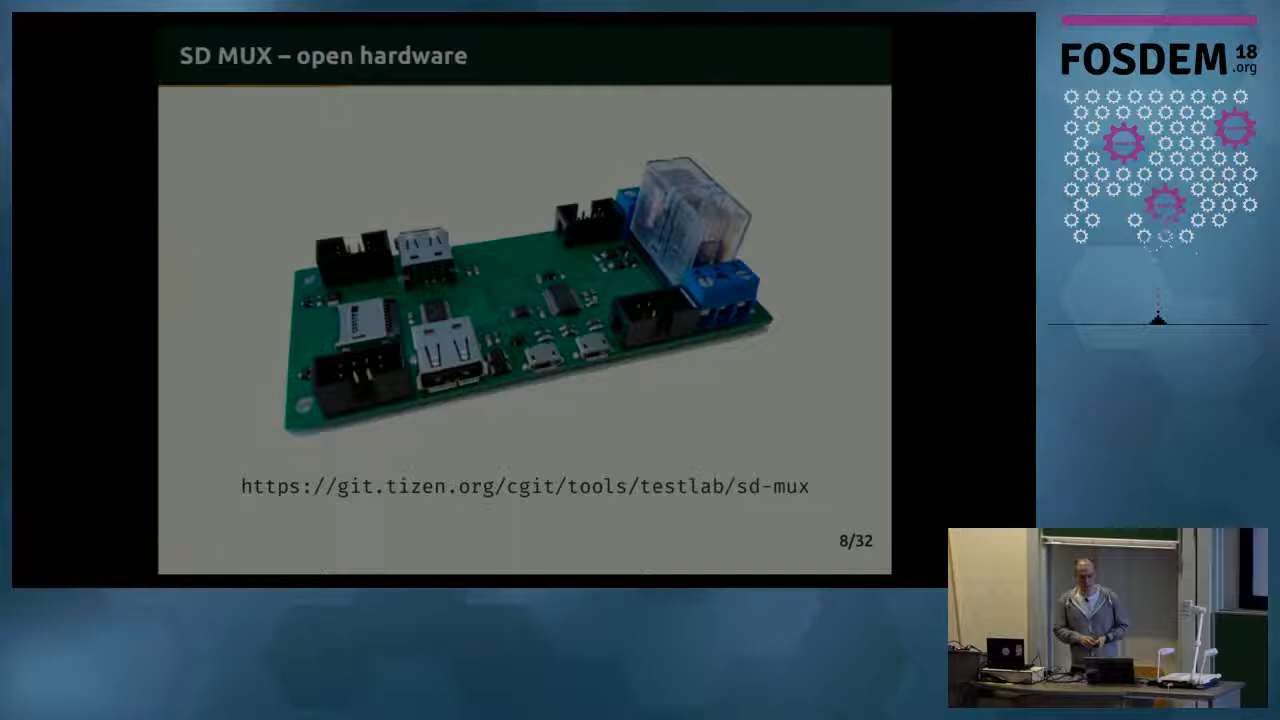 SD MUX – open hardware
https://git.tizen.org/cgit/tools/testlab/sd-mux
8/32
FOSDEM 18
.org